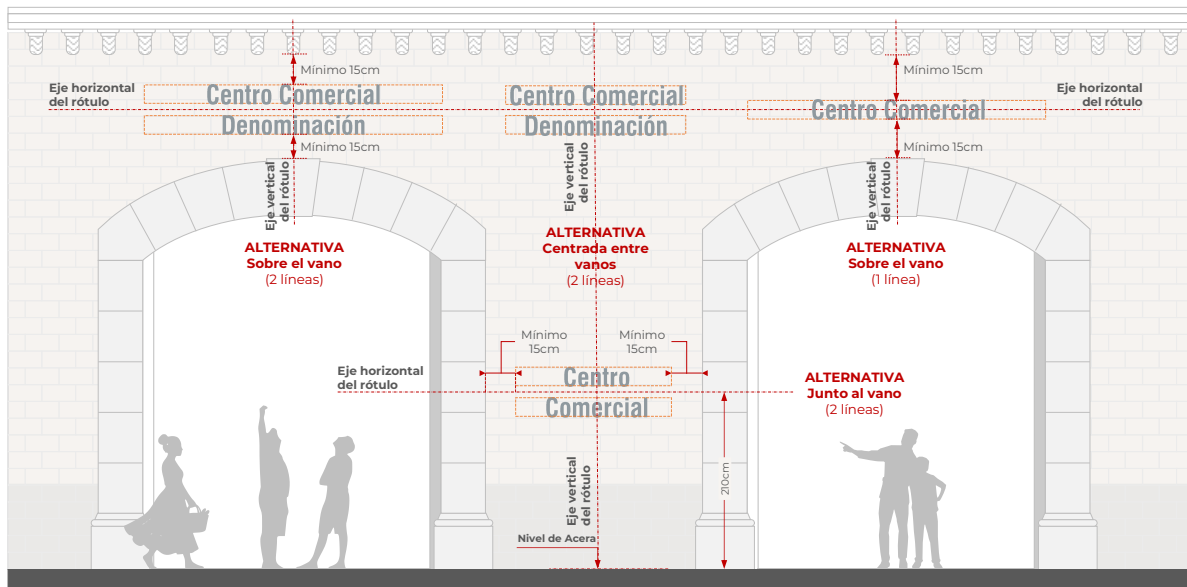 Mínimo 15cm
Mínimo 15cm
Eje horizontal
del rótulo
Centro Comercial
Centro Comercial
Eje horizontal
del rótulo
Centro Comercial
Denominación
Denominación
Mínimo 15cm
Mínimo 15cm
Eje vertical
del rótulo
Eje vertical
del rótulo
Eje vertical
del rótulo
ALTERNATIVA
Sobre el vano
(2 líneas)
ALTERNATIVA
Centrada entre
vanos
(2 líneas)
ALTERNATIVA
Sobre el vano
(1 línea)
Mínimo
15cm
Mínimo
15cm
Eje horizontal
del rótulo
Centro
Comercial
ALTERNATIVA
Junto al vano
(2 líneas)
Eje vertical
del rótulo
210cm
Nivel de Acera